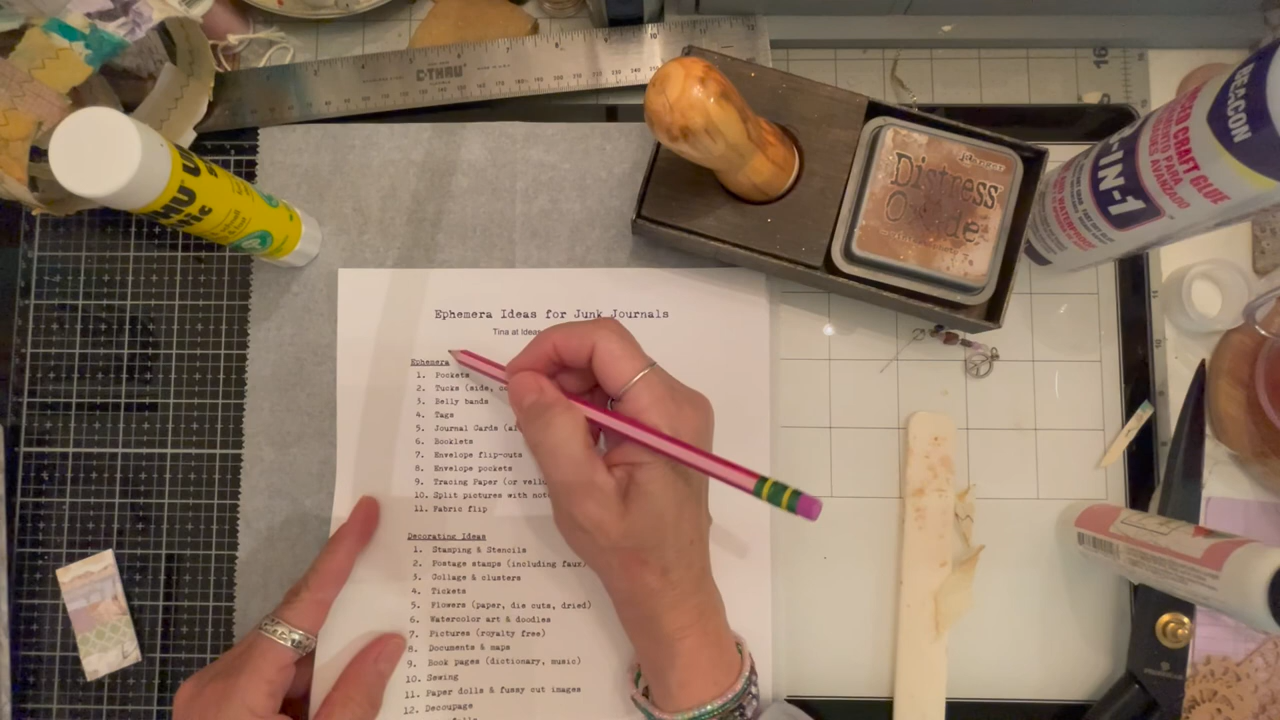 C-THRU
Distress
Oxide
BEACON
CRAFT GLUE
-IN-1
Ephemera Ideas for Junk Journals
Tina at Ideas
Ephemera
1. Pockets
2. Tucks (side,
3. Belly bands
4. Tags
5. Journal Cards
6. Booklets
7. Envelope flip-outs
8. Envelope pockets
9. Tracing Paper (or
10. Split pictures with
11. Fabric flip
Decorating Ideas
1. Stamping & Stencils
2. Postage stamps (including faux)
3. Collage & clusters
4. Tickets
5. Flowers (paper, die cuts, dried)
6. Watercolor art & doodles
7. Pictures (royalty free)
8. Documents & maps
9. Book pages (dictionary, music)
10. Sewing
11. Paper dolls & fussy cut images
12. Decoupage